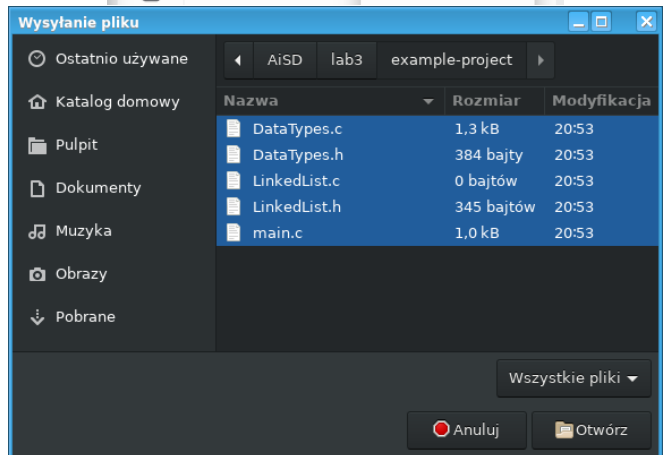 Wysyłanie pliku
Ostatnio używane
Katalog domowy
Pulpit
Dokumenty
Muzyka
Obrazy
Pobrane
AiSD lab3 example-project
Nazwa Rozmiar Modyfikacja
DataTypes.c 1,3 kB 20:53
DataTypes.h 384 bajty 20:53
LinkedList.c 0 bajtów 20:53
LinkedList.h 345 bajtów 20:53
main.c 1,0 kB 20:53
Wszystkie pliki
Anuluj Otwórz